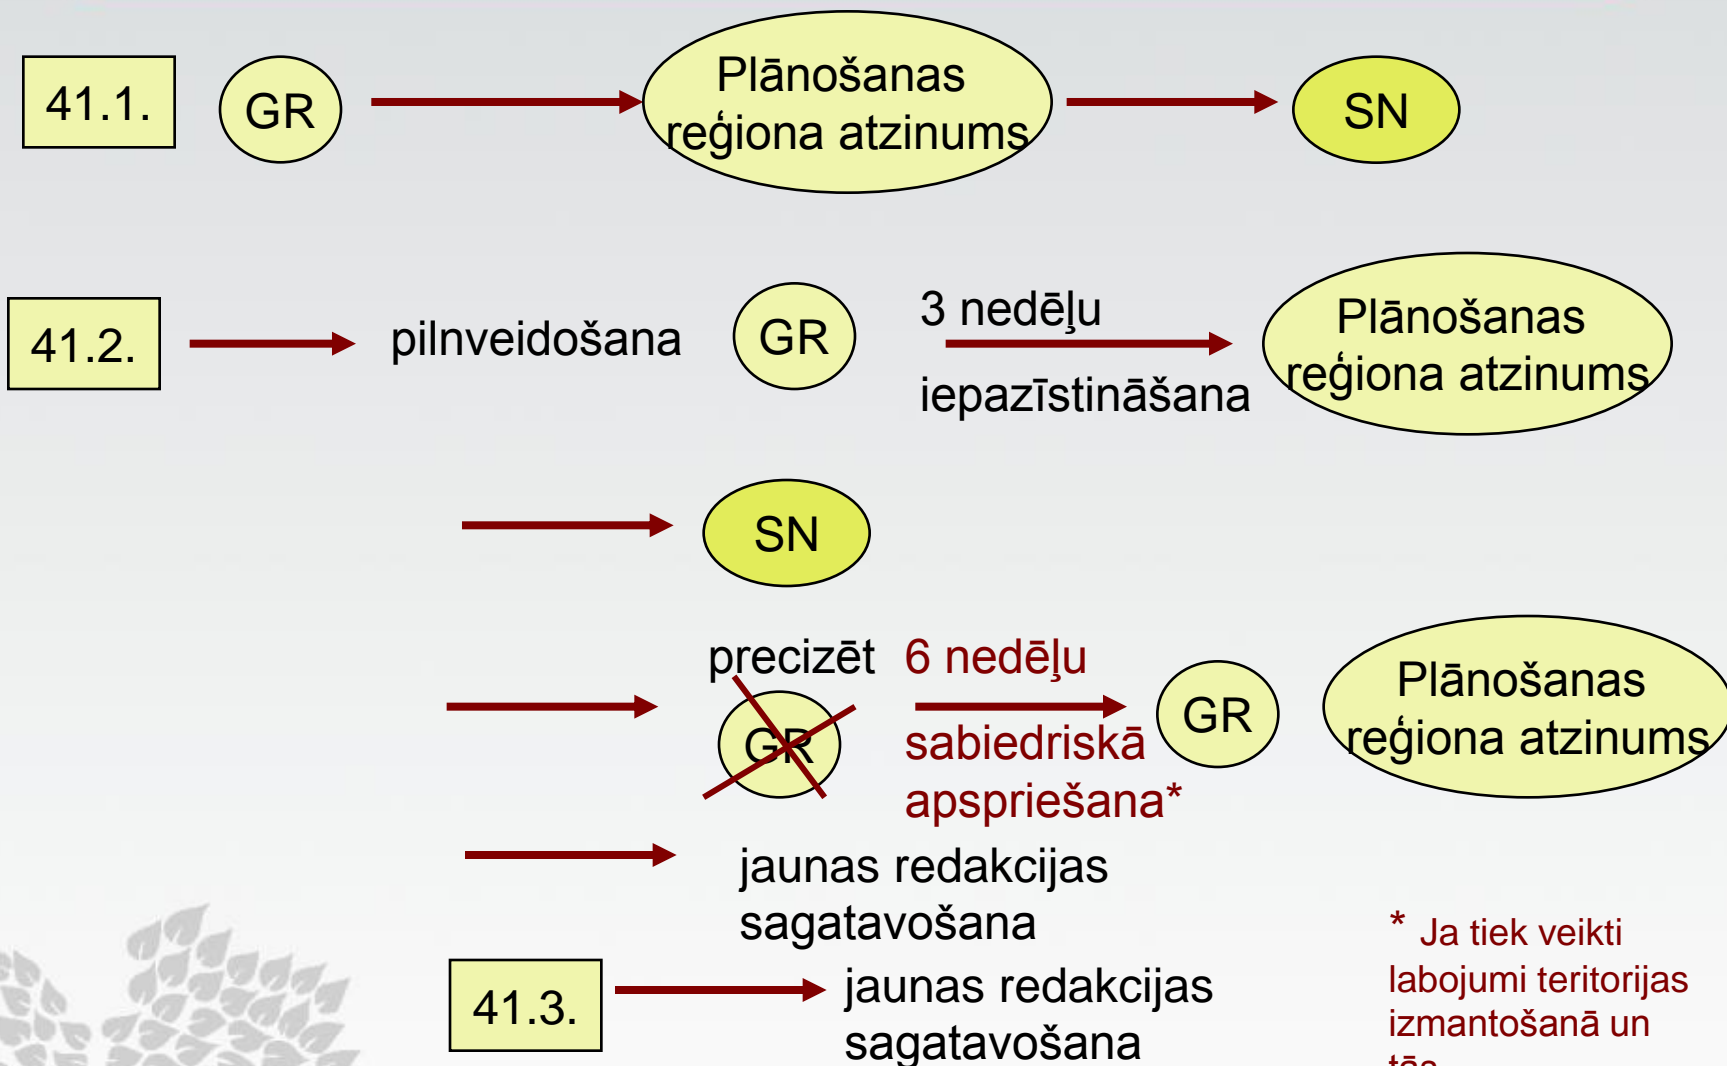 41.1.
GR
Plānošanas
reģiona atzinums
SN
41.2.
pilnveidošana
GR
3 nedēļu
iepazīstināšana
Plānošanas
reģiona atzinums
SN
precizēt
GR
6 nedēļu
sabiedriskā
apspriešana*
GR
Plānošanas
reģiona atzinums
jaunas redakcijas
sagatavošana
41.3.
jaunas redakcijas
sagatavošana
* Ja tiek veikti
labojumi teritorijas
izmantošanā un
tās